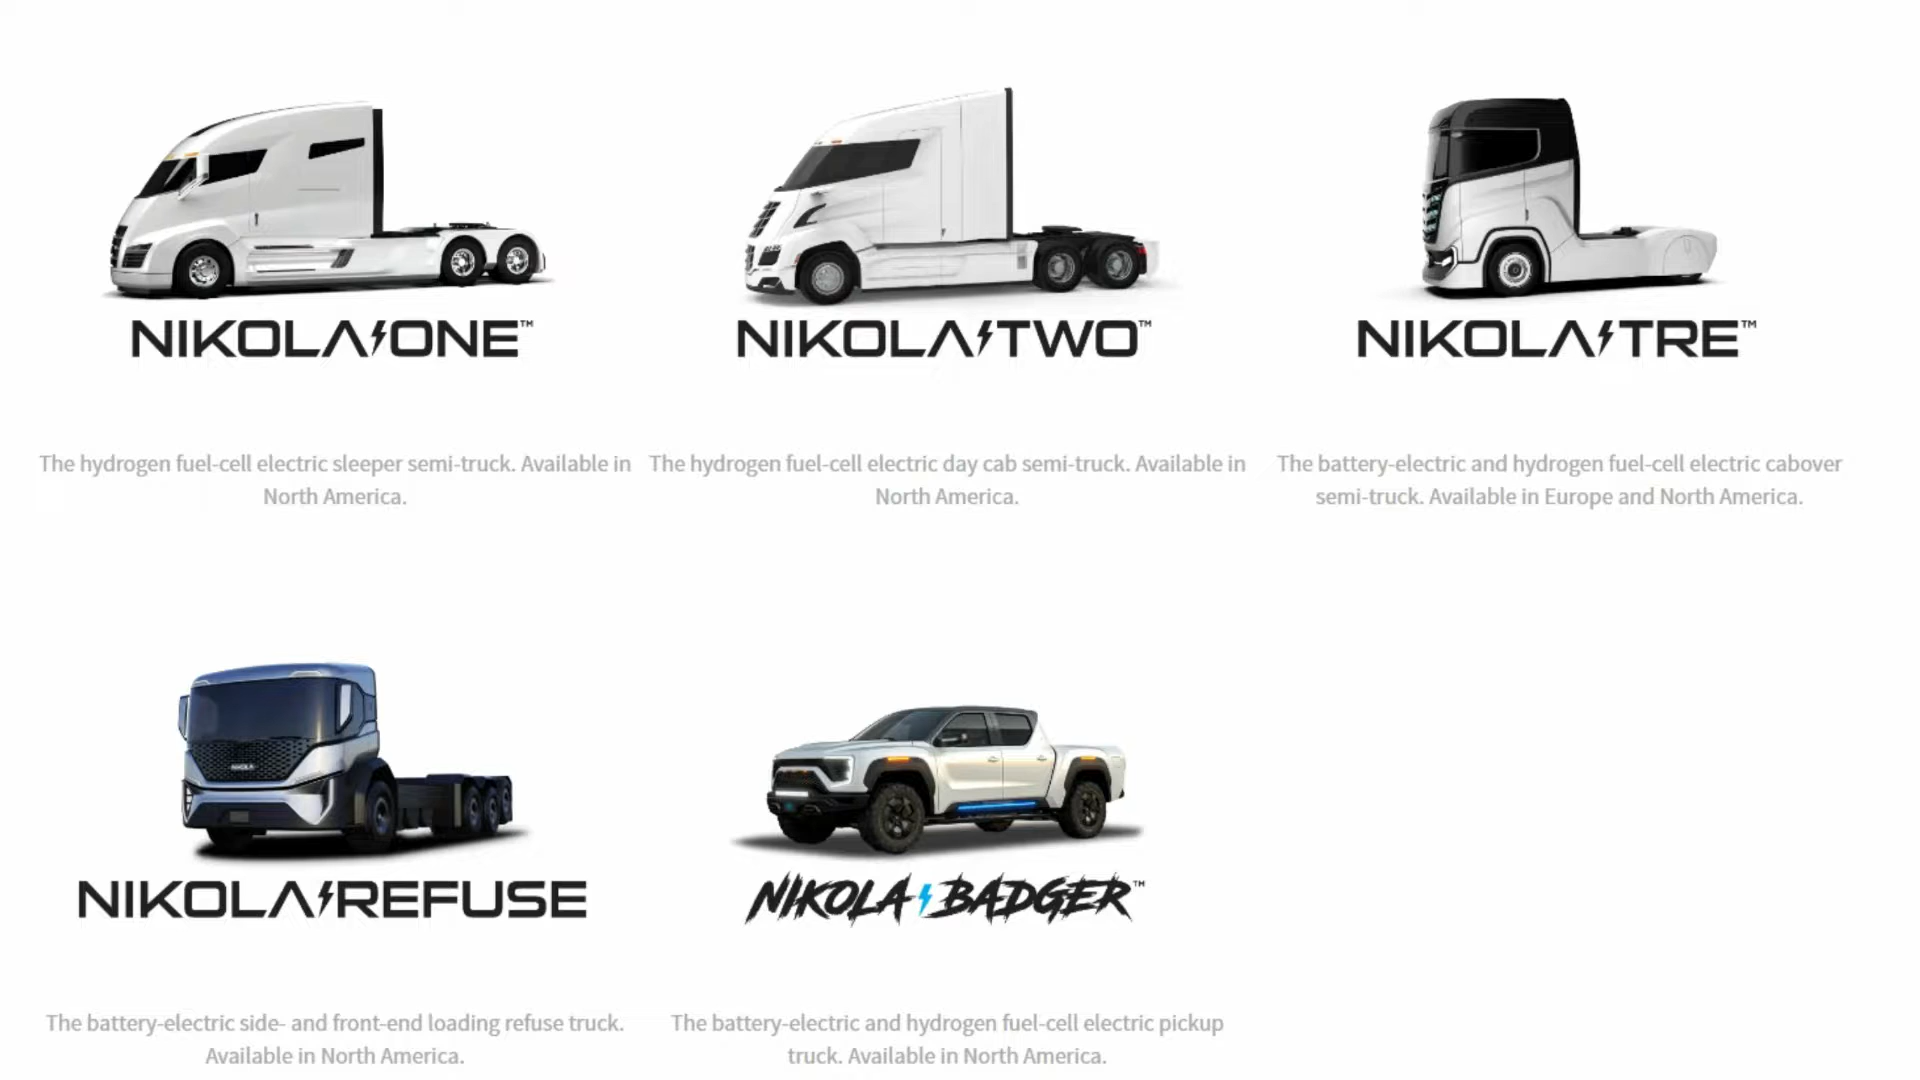 NIKOLA ONE™
NIKOLA TWO™
NIKOLA TRE™
The hydrogen fuel-cell electric sleeper semi-truck. Available in
North America.
The hydrogen fuel-cell electric day cab semi-truck. Available in
North America.
The battery-electric and hydrogen fuel-cell electric cabover
semi-truck. Available in Europe and North America.
NIKOLA
NIKOLA REFUSE
NIKOLA BADGER™
The battery-electric side- and front-end loading refuse truck.
Available in North America.
The battery-electric and hydrogen fuel-cell electric pickup
truck. Available in North America.